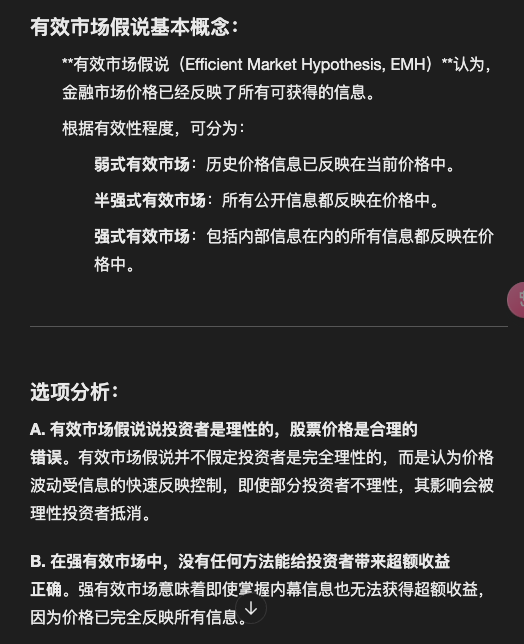 有效市场假说基本概念：
**有效市场假说（Efficient Market Hypothesis, EMH）**认为，
金融市场价格已经反映了所有可获得的信息。
根据有效性程度，可分为：
弱式有效市场：历史价格信息已反映在当前价格中。
半强式有效市场：所有公开信息都反映在价格中。
强式有效市场：包括内部信息在内的所有信息都反映在价
格中。
选项分析：
A. 有效市场假说说投资者是理性的，股票价格是合理的
错误。有效市场假说并不假定投资者是完全理性的，而是认为价格
波动受信息的快速反映控制，即使部分投资者不理性，其影响会被
理性投资者抵消。
B. 在强有效市场中，没有任何方法能给投资者带来超额收益
正确。强有效市场意味着即使掌握内幕信息也无法获得超额收益，
因为价格已完全反映所有信息。